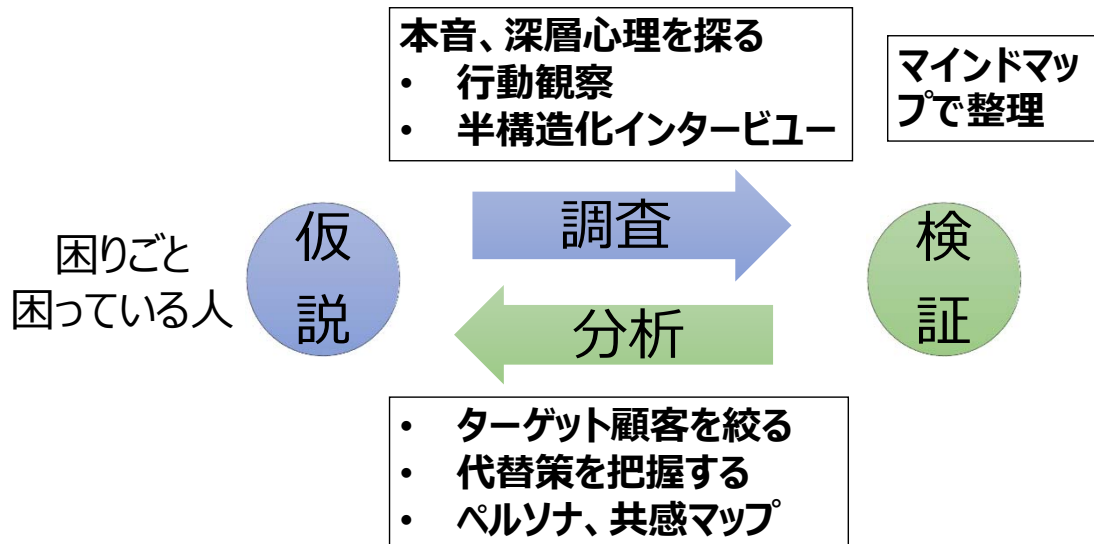 本音、深層心理を探る
• 行動観察
• 半構造化インタービユー
マインドマッ
プで整理
困りごと
困っている人
仮
説
調査
検
証
分析
• ターゲット顧客を絞る
• 代替策を把握する
• ペルソナ、共感マップ